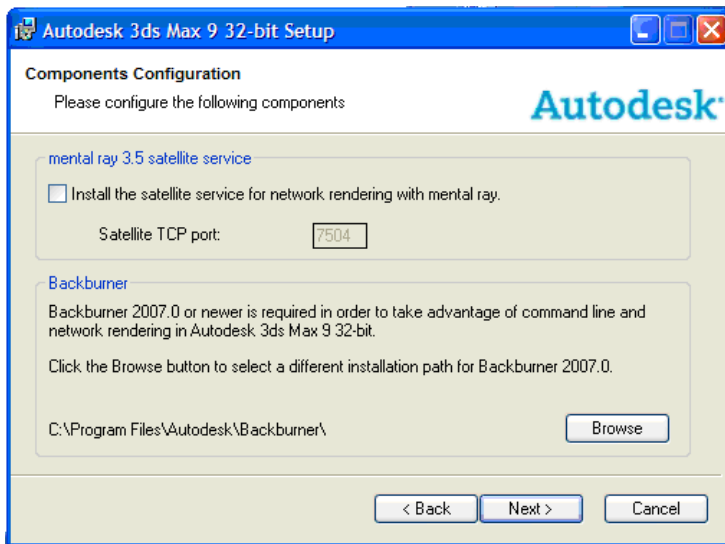 Autodesk 3ds Max 9 32-bit Setup
Components Configuration
Please configure the following components
Autodesk
mental ray 3.5 satellite service
Install the satellite service for network rendering with mental ray.
Satellite TCP port:
7504
Backburner
Backburner 2007.0 or newer is required in order to take advantage of command line and
network rendering in Autodesk 3ds Max 9 32-bit.
Click the Browse button to select a different installation path for Backburner 2007.0.
C:\Program Files\Autodesk\Backburner\
Browse
< Back
Next >
Cancel